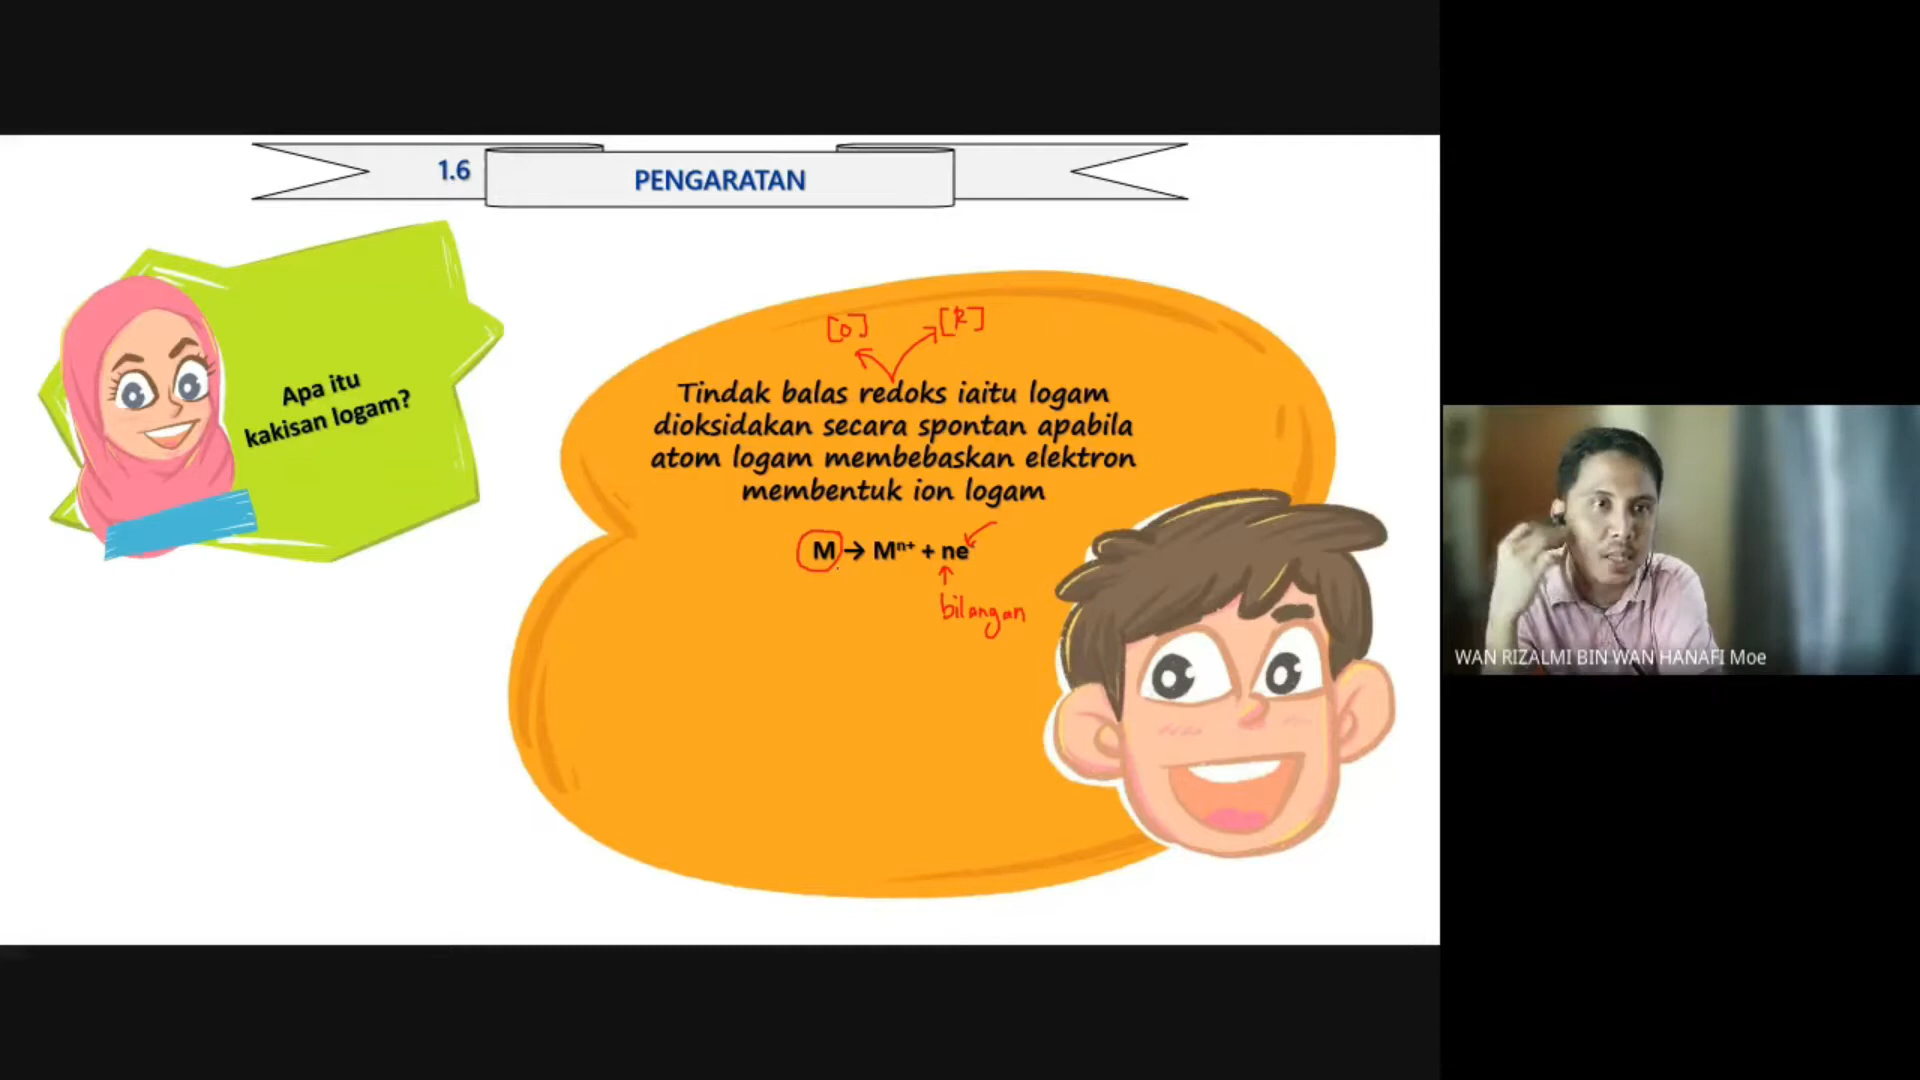 1.6
PENGARATAN
Apa itu
kakisan logam?
[O] [R]
Tindak balas redoks iaitu logam
dioksidakan secara spontan apabila
atom logam membebaskan elektron
membentuk ion logam
M → Mⁿ⁺ + ne
bilangan
WAN RIZALMI BIN WAN HANAFI Moe